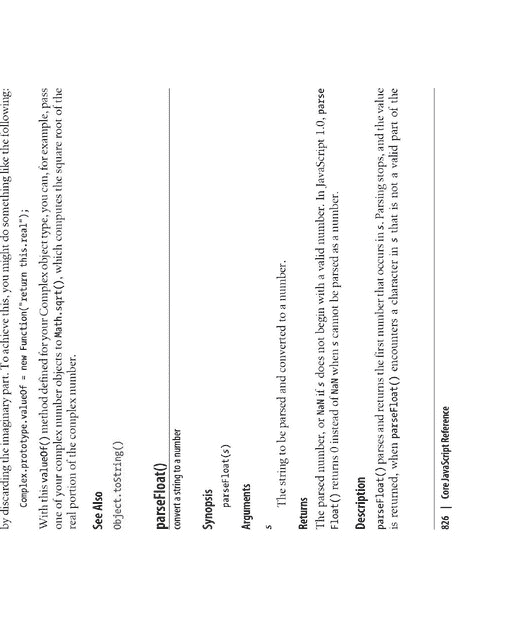 by discarding the imaginary part. To achieve this, you might do something like the following:
Complex.prototype.valueOf = new Function("return this.real");
With this valueOf() method defined for your Complex object type, you can, for example, pass
one of your complex number objects to Math.sqrt(), which computes the square root of the
real portion of the complex number.
See Also
Object.toString()
parseFloat()
convert a string to a number
Synopsis
parseFloat(s)
Arguments
s
The string to be parsed and converted to a number.
Returns
The parsed number, or NaN if s does not begin with a valid number. In JavaScript 1.0, parse
Float() returns 0 instead of NaN when s cannot be parsed as a number.
Description
parseFloat() parses and returns the first number that occurs in s. Parsing stops, and the value
is returned, when parseFloat() encounters a character in s that is not a valid part of the
826 | Core JavaScript Reference